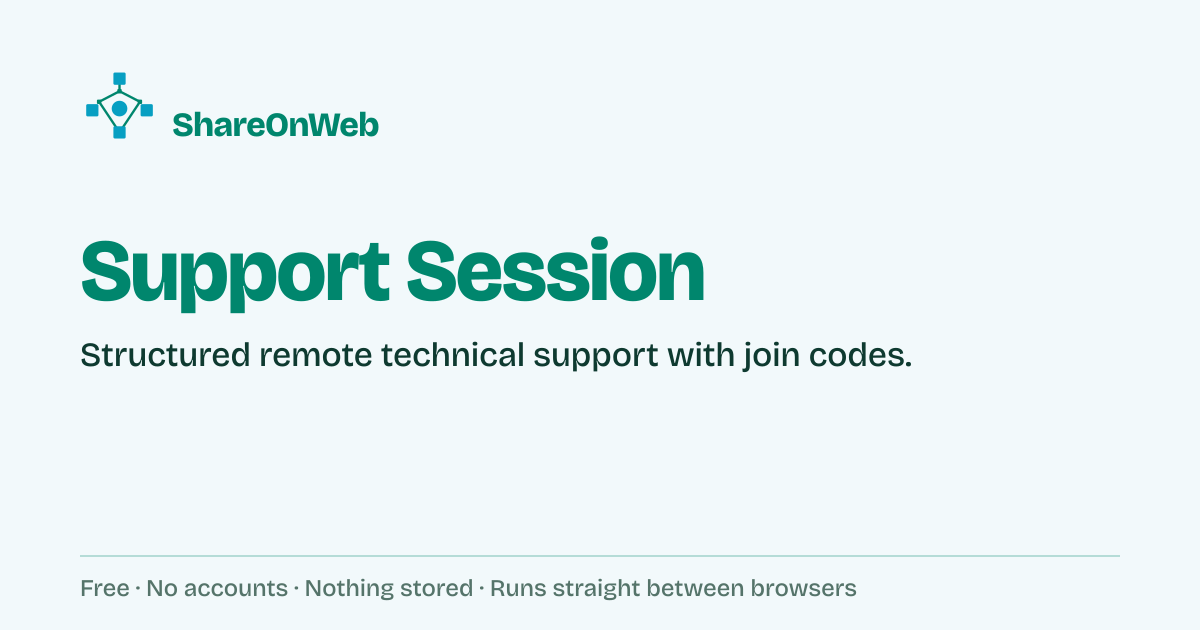 ShareOnWeb
Support Session
Structured remote technical support with join codes.
Free · No accounts · Nothing stored · Runs straight between browsers